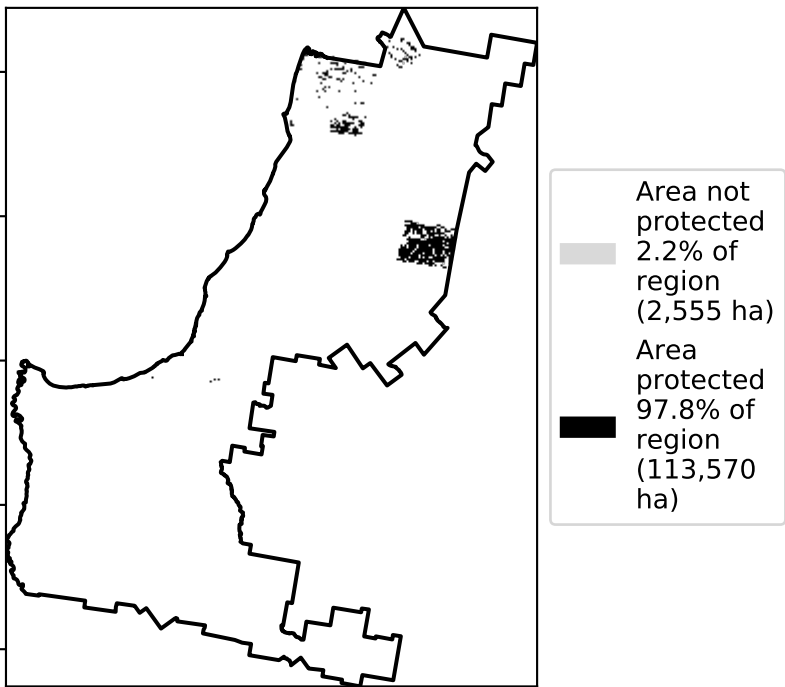 Area not
protected
2.2% of
region
(2,555 ha)
Area
protected
97.8% of
region
(113,570
ha)